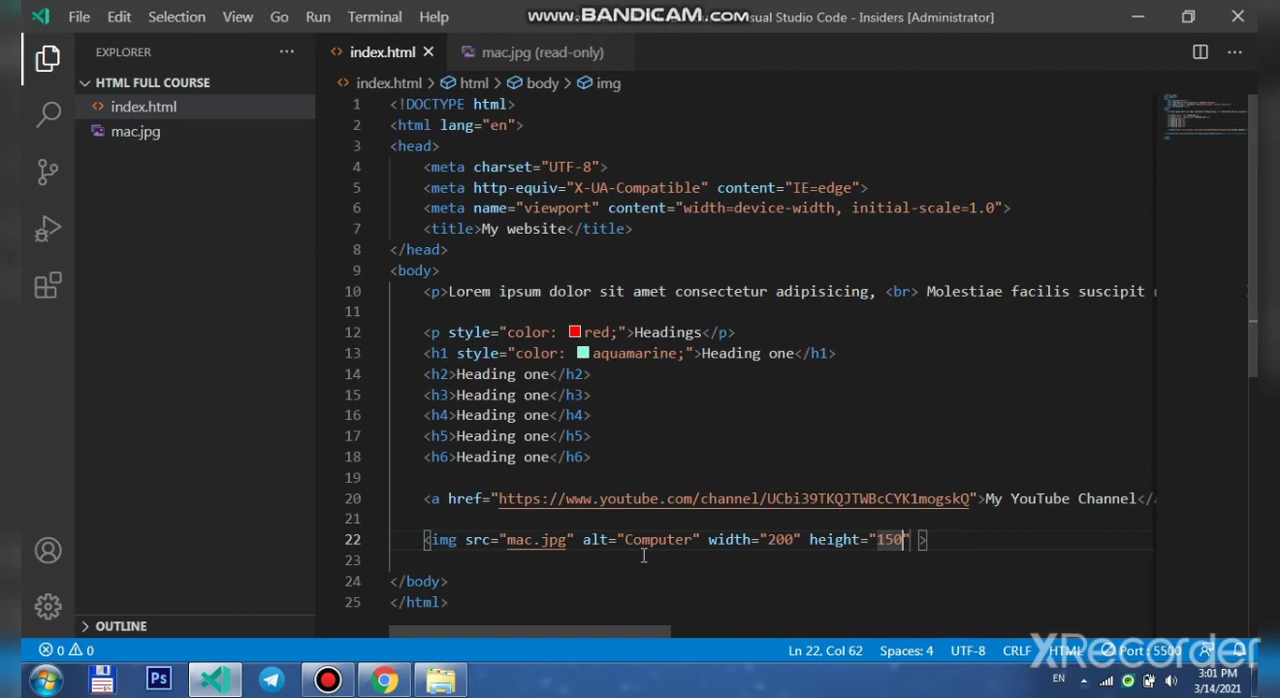 File Edit Selection View Go Run Terminal Help www.BANDICAM.com sual Studio Code - Insiders [Administrator]
EXPLORER
index.html
mac.jpg (read-only)
HTML FULL COURSE
index.html
mac.jpg
index.html > html > body > img
1 <!DOCTYPE html>
2 <html lang="en">
3 <head>
4 <meta charset="UTF-8">
5 <meta http-equiv="X-UA-Compatible" content="IE=edge">
6 <meta name="viewport" content="width=device-width, initial-scale=1.0">
7 <title>My website</title>
8 </head>
9 <body>
10 <p>Lorem ipsum dolor sit amet consectetur adipisicing, <br> Molestiae facilis suscipit
11
12 <p style="color: red;">Headings</p>
13 <h1 style="color: aquamarine;">Heading one</h1>
14 <h2>Heading one</h2>
15 <h3>Heading one</h3>
16 <h4>Heading one</h4>
17 <h5>Heading one</h5>
18 <h6>Heading one</h6>
19
20 <a href="https://www.youtube.com/channel/UCbi39TKQJTWBcCYK1mogskQ">My YouTube Channel</
21
22 <img src="mac.jpg" alt="Computer" width="200" height="150" >
23
24 </body>
25 </html>
OUTLINE
0 0 Ln 22, Col 62 Spaces: 4 UTF-8 CRLF HTML Port : 5500
XRecorder
Ps
EN
3:01 PM
3/14/2021